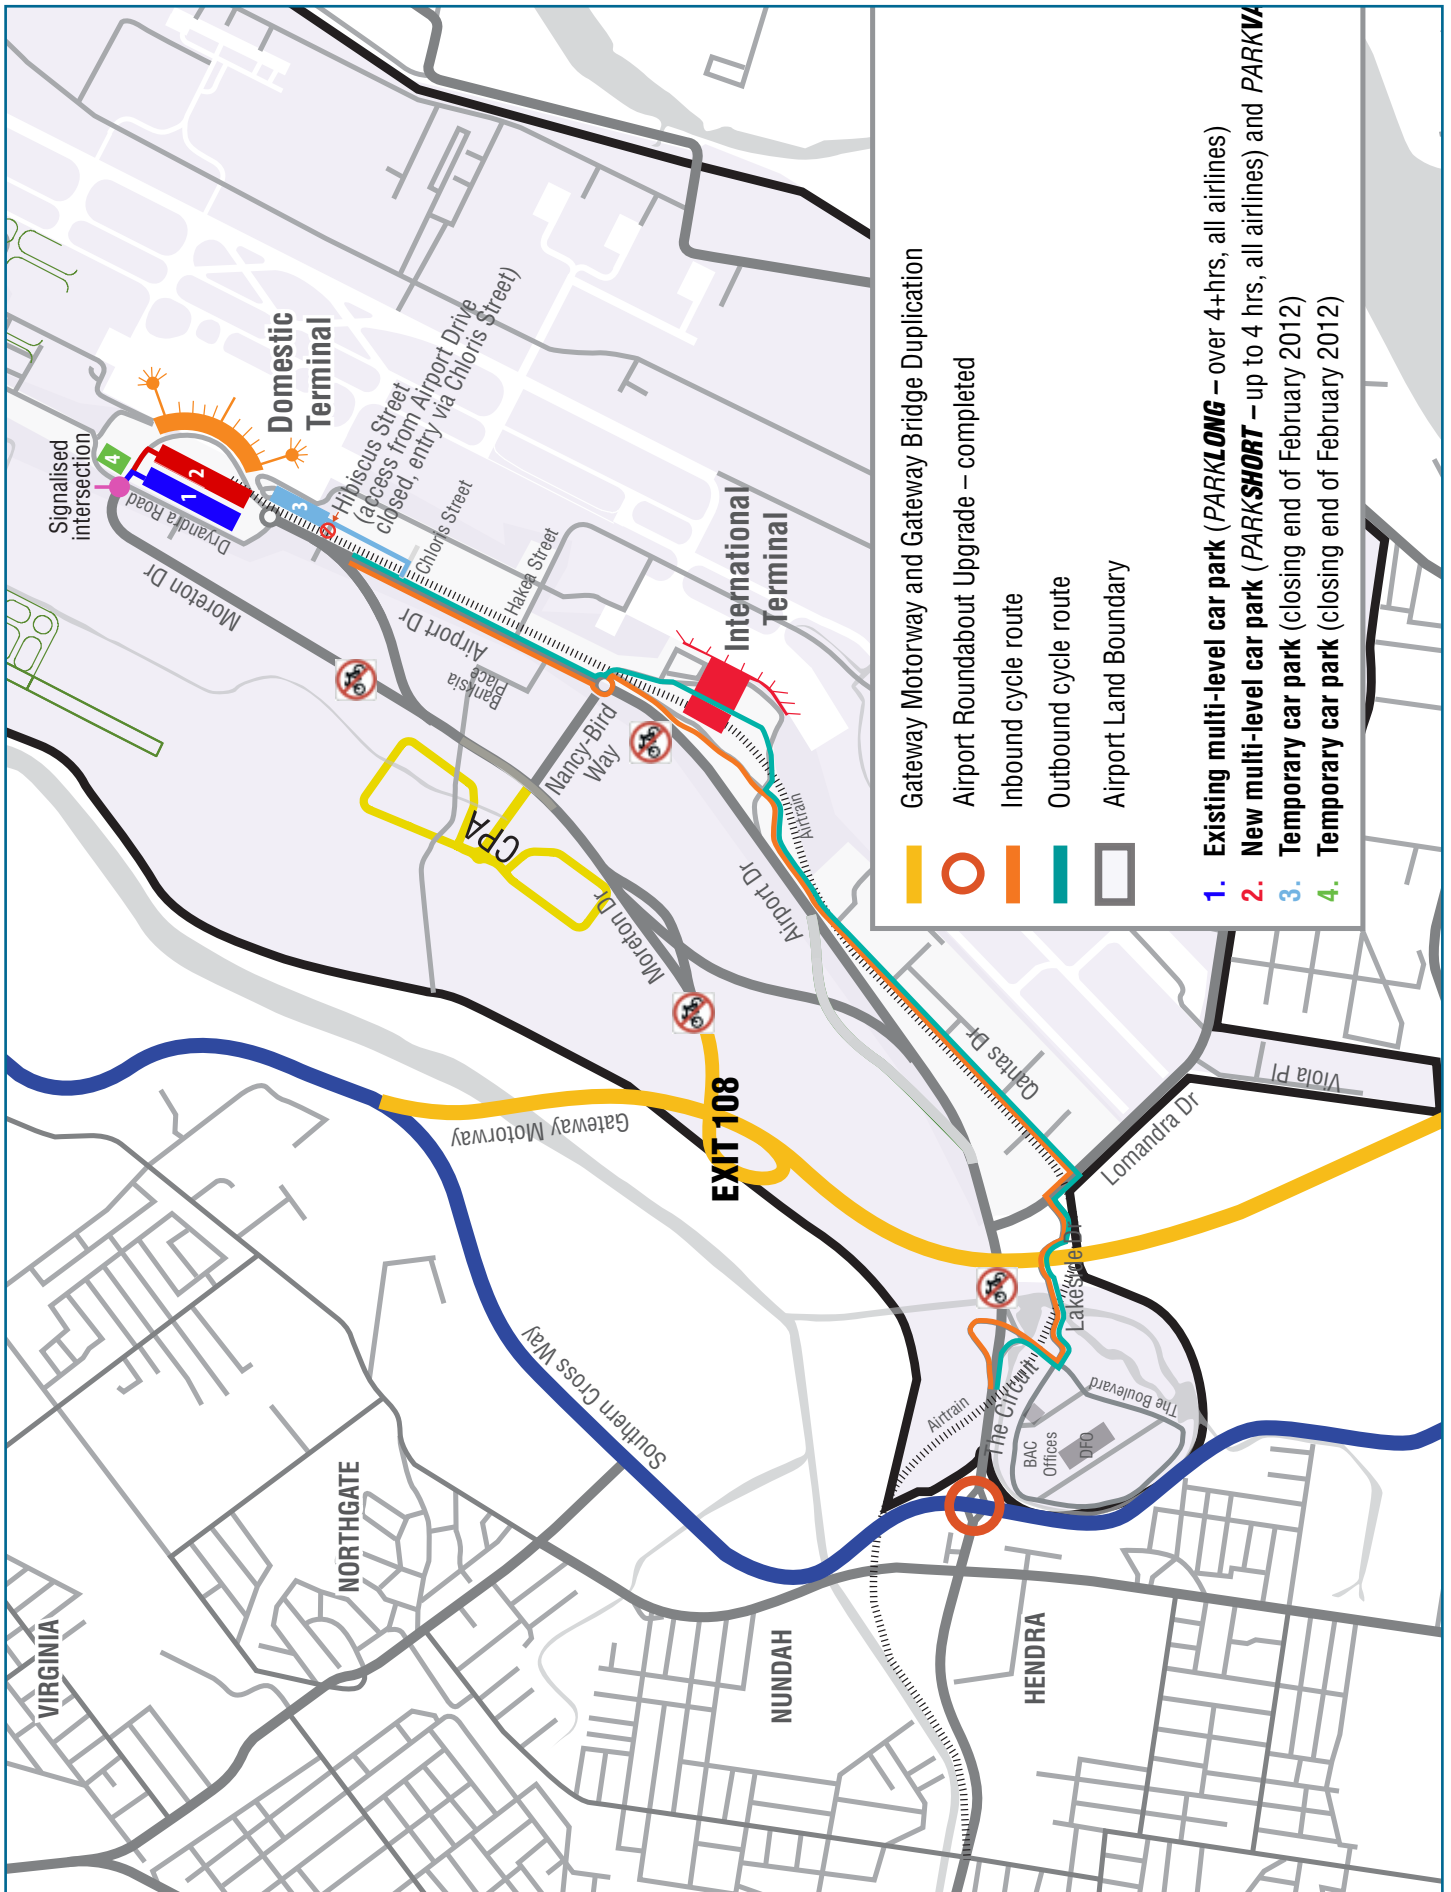 VIRGINIA
NORTHGATE
NUNDAH
HENDRA
Southern Cross Way
Gateway Motorway
EXIT 108
Airtrain
The Circuit
BAC
Offices
DFO
The Boulevard
Lakeside Dr
Lomandra Dr
Viola Pl
Qantas Dr
Moreton Dr
Airport Dr
Airtrain
CPA
Nancy-Bird
Way
Banksia
Place
Airport Dr
Hakea Street
Chloris Street
Moreton Dr
Dryandra Road
Signalised
intersection
1
2
3
4
Hibiscus Street
(access from Airport Drive
closed, entry via Chloris Street)
Domestic
Terminal
International
Terminal
Gateway Motorway and Gateway Bridge Duplication
Airport Roundabout Upgrade – completed
Inbound cycle route
Outbound cycle route
Airport Land Boundary
1. Existing multi-level car park (PARKLONG – over 4+hrs, all airlines)
2. New multi-level car park (PARKSHORT – up to 4 hrs, all airlines) and PARKVA
3. Temporary car park (closing end of February 2012)
4. Temporary car park (closing end of February 2012)